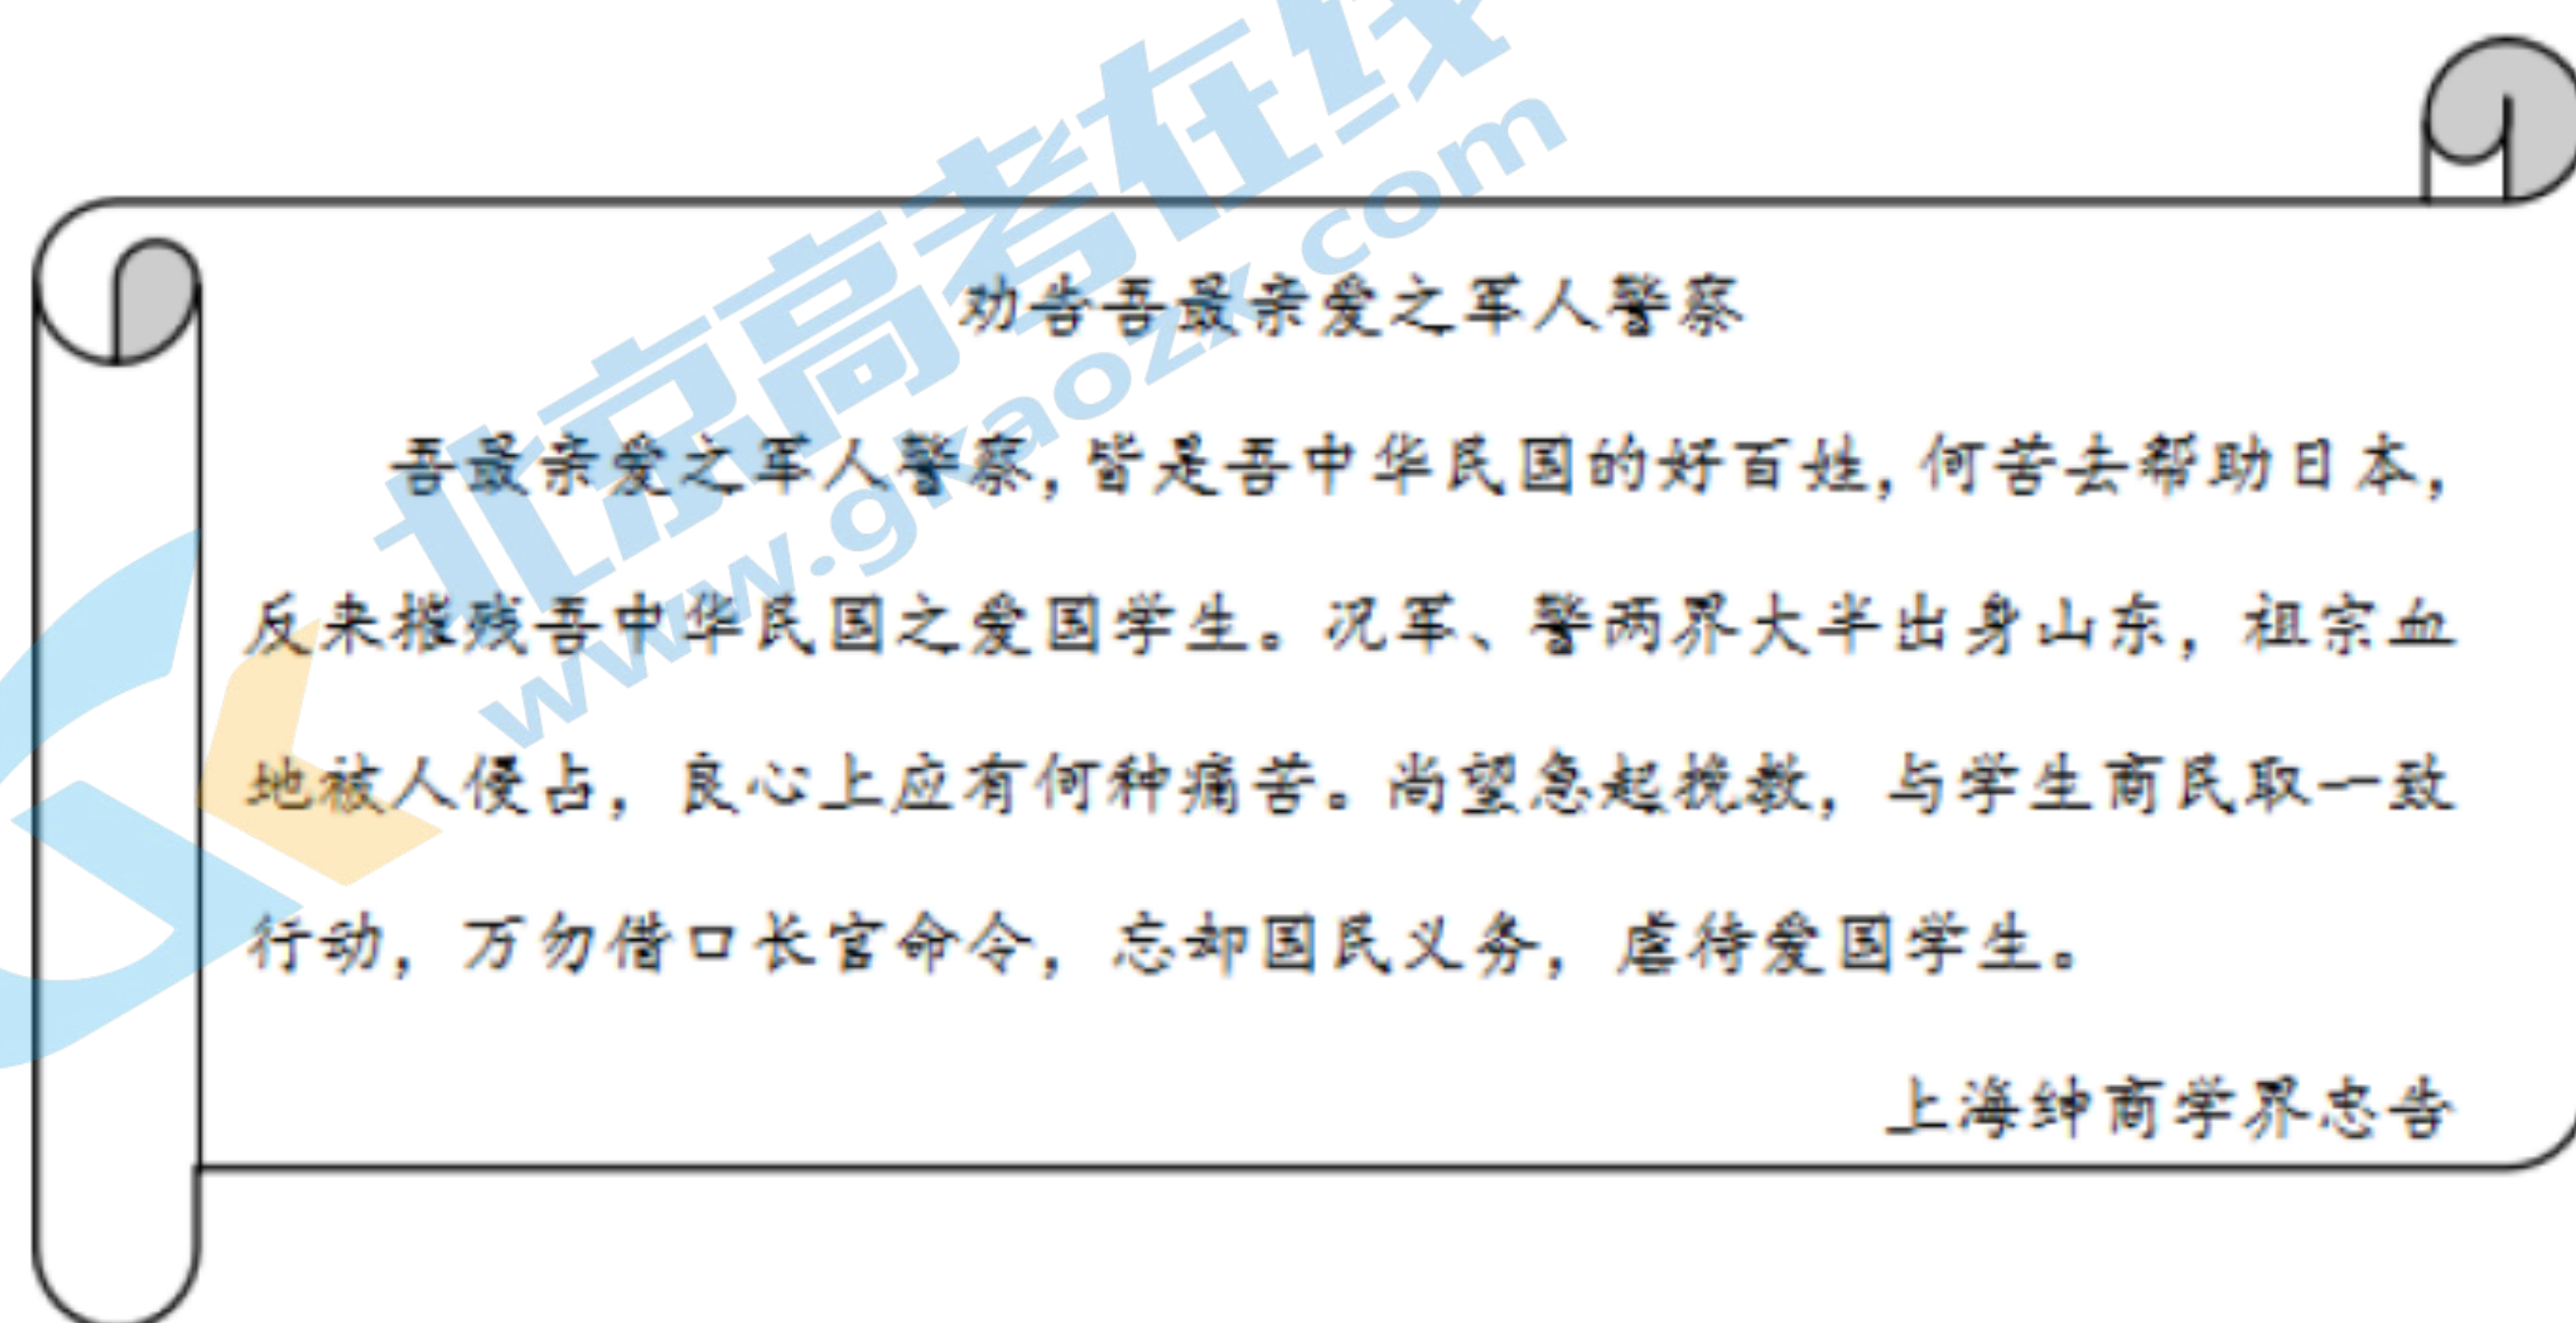 北京高考在线
www.gkaozx.com
劝告吾最亲爱之军人警察
吾最亲爱之军人警察,皆是吾中华民国的好百姓,何苦去帮助日本,
反来摧残吾中华民国之爱国学生。况军、警两界大半出身山东,祖宗血
地被人侵占,良心上应有何种痛苦。尚望急起挽救,与学生商民取一致
行动,万勿借口长官命令,忘却国民义务,虐待爱国学生。
上海绅商学界忠告